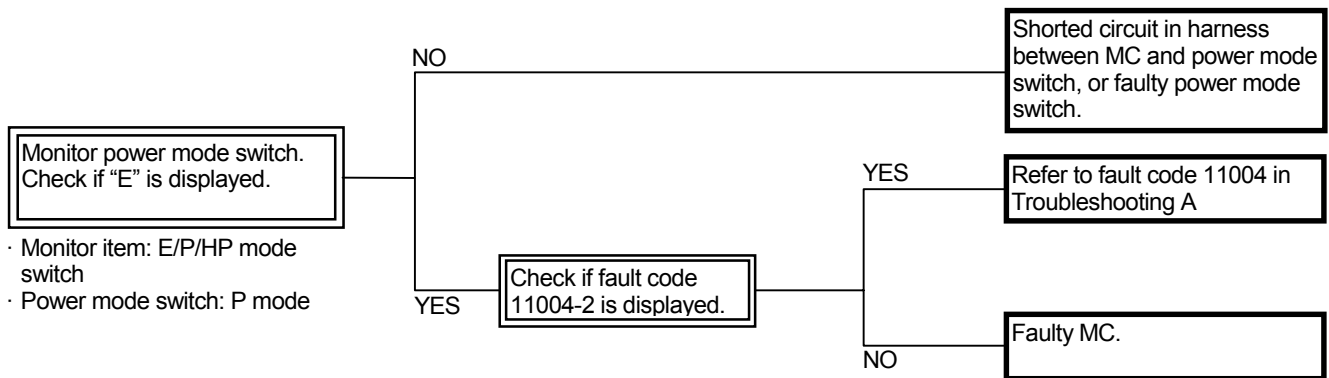 NO
Shorted circuit in harness
between MC and power mode
switch, or faulty power mode
switch.
Monitor power mode switch.
Check if “E” is displayed.
· Monitor item: E/P/HP mode
switch
· Power mode switch: P mode
YES
Check if fault code
11004-2 is displayed.
YES
Refer to fault code 11004 in
Troubleshooting A
NO
Faulty MC.